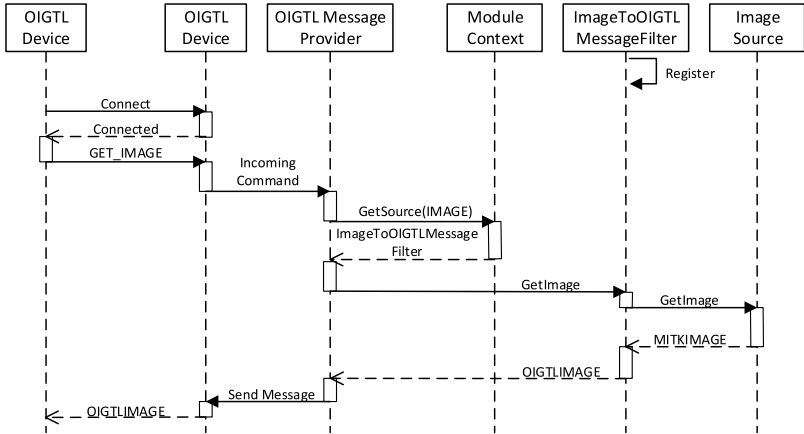 OIGTL
Device
OIGTL
Device
OIGTL Message
Provider
Module
Context
ImageToOIGTL
MessageFilter
Image
Source
Register
Connect
Connected
GET_IMAGE
Incoming
Command
GetSource(IMAGE)
ImageToOIGTLMessage
Filter
GetImage
GetImage
MITKIMAGE
OIGTLIMAGE
Send Message
OIGTLIMAGE